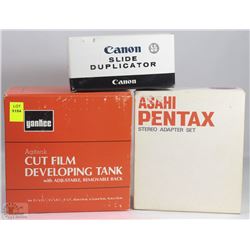 Canon
55
SLIDE
DUPLICATOR
Canon
LOT
yankee
Agitank
CUT FILM
DEVELOPING TANK
with ADJUSTABLE, REMOVABLE RACK
ASAHI
PENTAX
STEREO ADAPTER SET